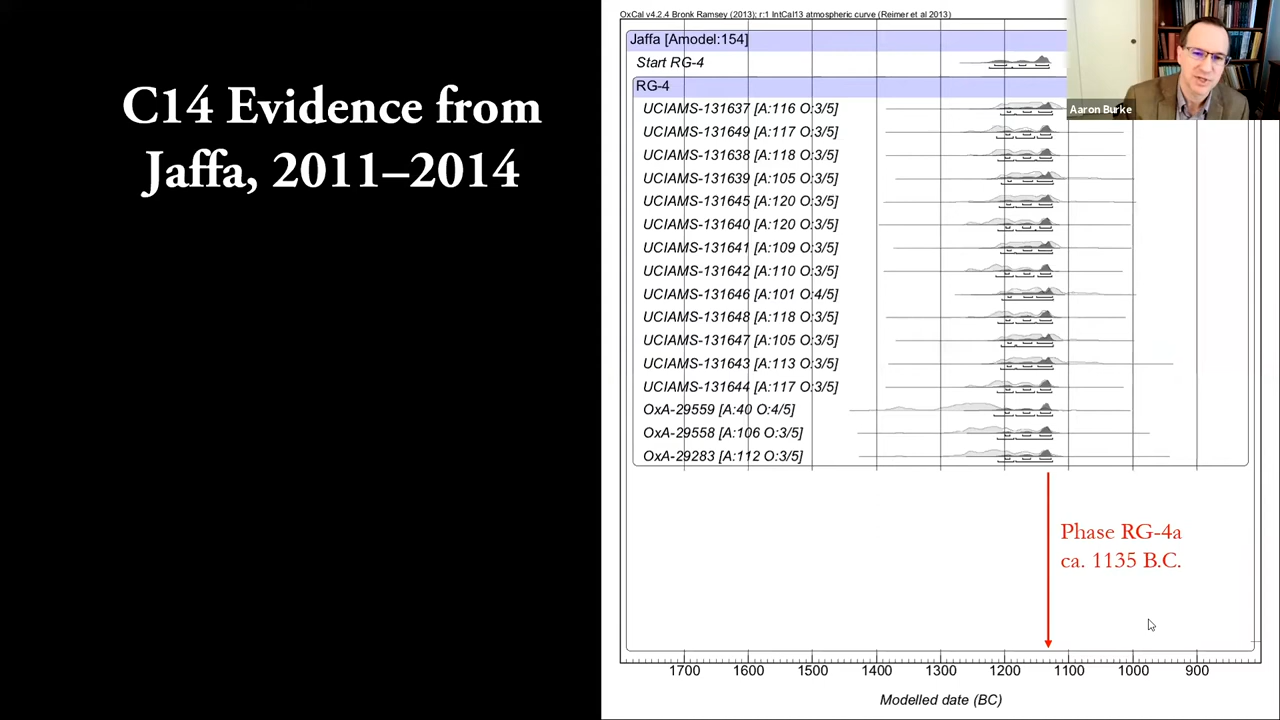 C14 Evidence from
Jaffa, 2011–2014
OxCal v4.2.4 Bronk Ramsey (2013); r:1 IntCal13 atmospheric curve (Reimer et al 2013)
Jaffa [Amodel:154]
Start RG-4
RG-4
UCIAMS-131637 [A:116 O:3/5]
UCIAMS-131649 [A:117 O:3/5]
UCIAMS-131638 [A:118 O:3/5]
UCIAMS-131639 [A:105 O:3/5]
UCIAMS-131645 [A:120 O:3/5]
UCIAMS-131640 [A:120 O:3/5]
UCIAMS-131641 [A:109 O:3/5]
UCIAMS-131642 [A:110 O:3/5]
UCIAMS-131646 [A:101 O:4/5]
UCIAMS-131648 [A:118 O:3/5]
UCIAMS-131647 [A:105 O:3/5]
UCIAMS-131643 [A:113 O:3/5]
UCIAMS-131644 [A:117 O:3/5]
OxA-29559 [A:40 O:4/5]
OxA-29558 [A:106 O:3/5]
OxA-29283 [A:112 O:3/5]
Aaron Burke
Phase RG-4a
ca. 1135 B.C.
1700 1600 1500 1400 1300 1200 1100 1000 900
Modelled date (BC)